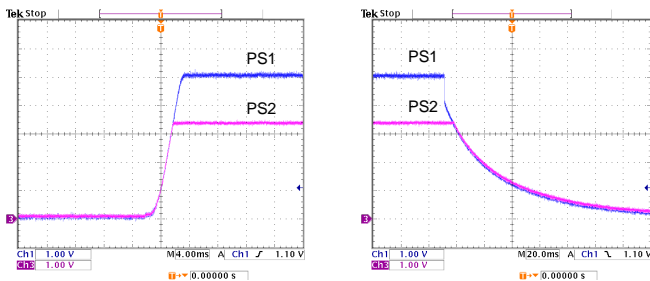 Tek Stop
T
T
PS1
PS2
3
Ch1 1.00 V M 4.00ms A Ch1 1.10 V
Ch3 1.00 V
T 0.00000 s
Tek Stop
T
PS1
PS2
3
Ch1 1.00 V M 20.0ms A Ch1 1.10 V
Ch3 1.00 V
T 0.00000 s